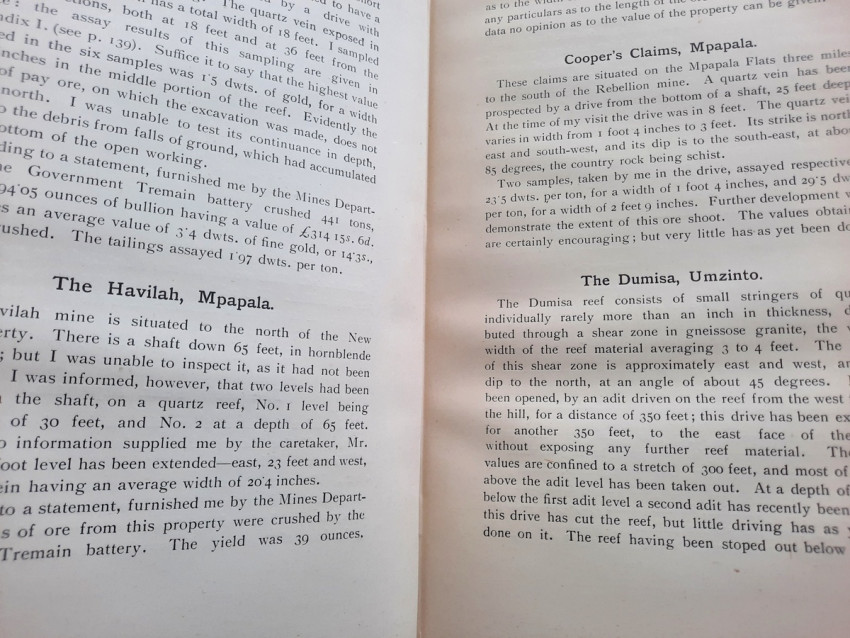 short
to have a
by a drive with
The quartz vein exposed in
has a total width of 18 feet. I sampled
both at 18 feet and at 36 feet from the
: the assay results of this sampling are given in
ndix I. (see p. 139). Suffice it to say that the highest value
ed in the six samples was 1·5 dwts. of gold, for a width
nches in the middle portion of the reef. Evidently the
of pay ore, on which the excavation was made, does not
north. I was unable to test its continuance in depth,
o the debris from falls of ground, which had accumulated
ottom of the open working.
ding to a statement, furnished me by the Mines Depart-
he Government Tremain battery crushed 441 tons,
94·05 ounces of bullion having a value of £314 15s. 6d.
s an average value of 3·4 dwts. of fine gold, or 14·3s.,
rushed. The tailings assayed 1·97 dwts. per ton.
The Havilah, Mpapala.
avilah mine is situated to the north of the New
erty. There is a shaft down 65 feet, in hornblende
; but I was unable to inspect it, as it had not been
I was informed, however, that two levels had been
the shaft, on a quartz reef, No. 1 level being
of 30 feet, and No. 2 at a depth of 65 feet.
o information supplied me by the caretaker, Mr.
foot level has been extended—east, 23 feet and west,
ein having an average width of 20·4 inches.
to a statement, furnished me by the Mines Depart-
s of ore from this property were crushed by the
Tremain battery. The yield was 39 ounces.
as to the width
any particulars as to the length of the
data no opinion as to the value of the property can be given.
Cooper's Claims, Mpapala.
These claims are situated on the Mpapala Flats three miles
to the south of the Rebellion mine. A quartz vein has been
prospected by a drive from the bottom of a shaft, 25 feet deep
At the time of my visit the drive was in 8 feet. The quartz vei
varies in width from 1 foot 4 inches to 3 feet. Its strike is north
east and south-west, and its dip is to the south-east, at abou
85 degrees, the country rock being schist.
Two samples, taken by me in the drive, assayed respective
23·5 dwts. per ton, for a width of 1 foot 4 inches, and 29·5 dw
per ton, for a width of 2 feet 9 inches. Further development w
demonstrate the extent of this ore shoot. The values obtain
are certainly encouraging; but very little has as yet been do
The Dumisa, Umzinto.
The Dumisa reef consists of small stringers of qu
individually rarely more than an inch in thickness, d
buted through a shear zone in gneissose granite, the
width of the reef material averaging 3 to 4 feet. The
of this shear zone is approximately east and west, an
dip to the north, at an angle of about 45 degrees.
been opened, by an adit driven on the reef from the west
the hill, for a distance of 350 feet; this drive has been ex
for another 350 feet, to the east face of the
without exposing any further reef material. The
values are confined to a stretch of 300 feet, and most of
above the adit level has been taken out. At a depth of
below the first adit level a second adit has recently been
this drive has cut the reef, but little driving has as y
done on it. The reef having been stoped out below